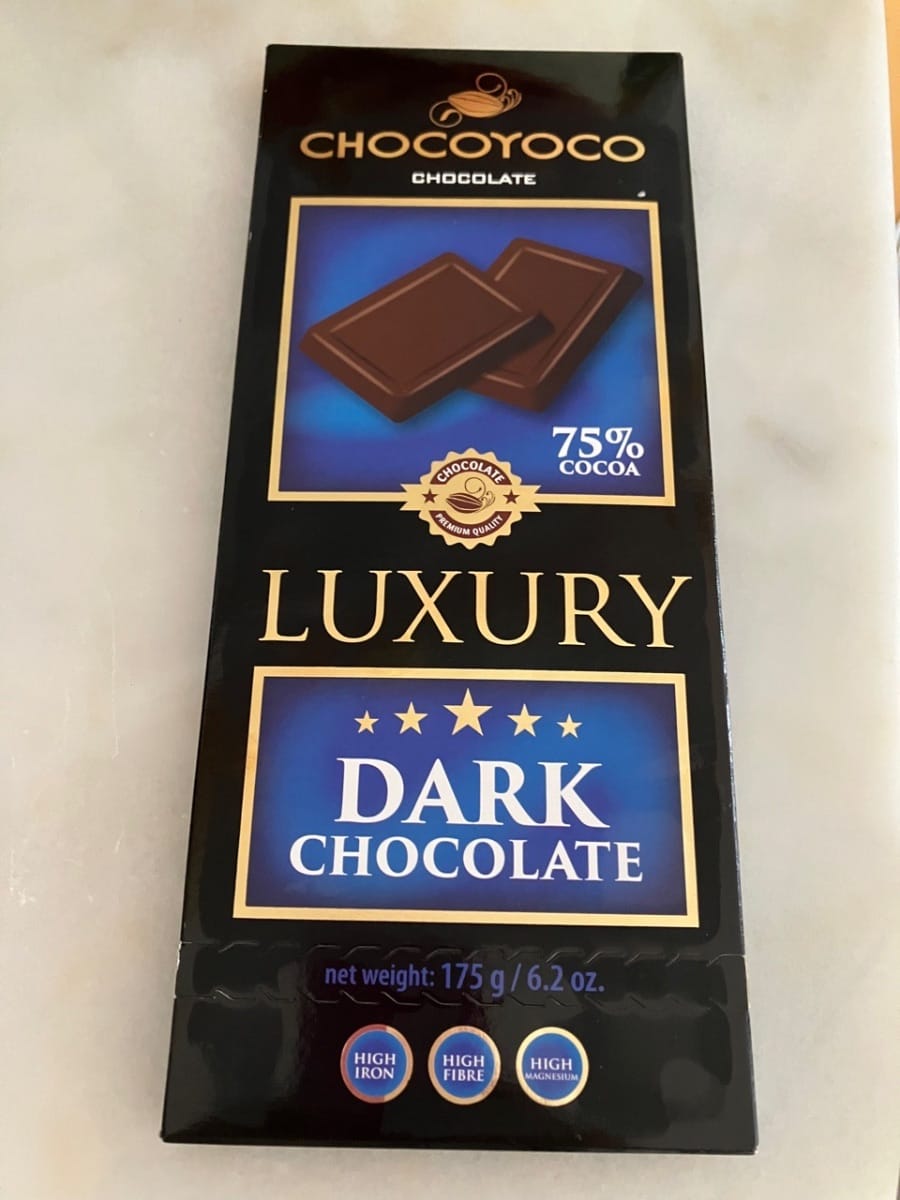 CHOCOYOCO
CHOCOLATE
75%
COCOA
CHOCOLATE
PREMIUM QUALITY
LUXURY
DARK
CHOCOLATE
net weight: 175 g / 6.2 oz.
HIGH
IRON
HIGH
FIBRE
HIGH
MAGNESIUM